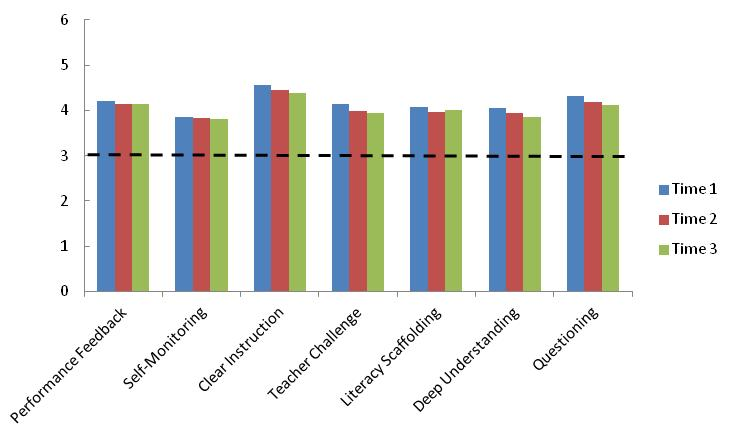 6
5
4
3
2
1
0
Time 1
Time 2
Time 3
Performance Feedback
Self-Monitoring
Clear Instruction
Teacher Challenge
Literacy Scaffolding
Deep Understanding
Questioning